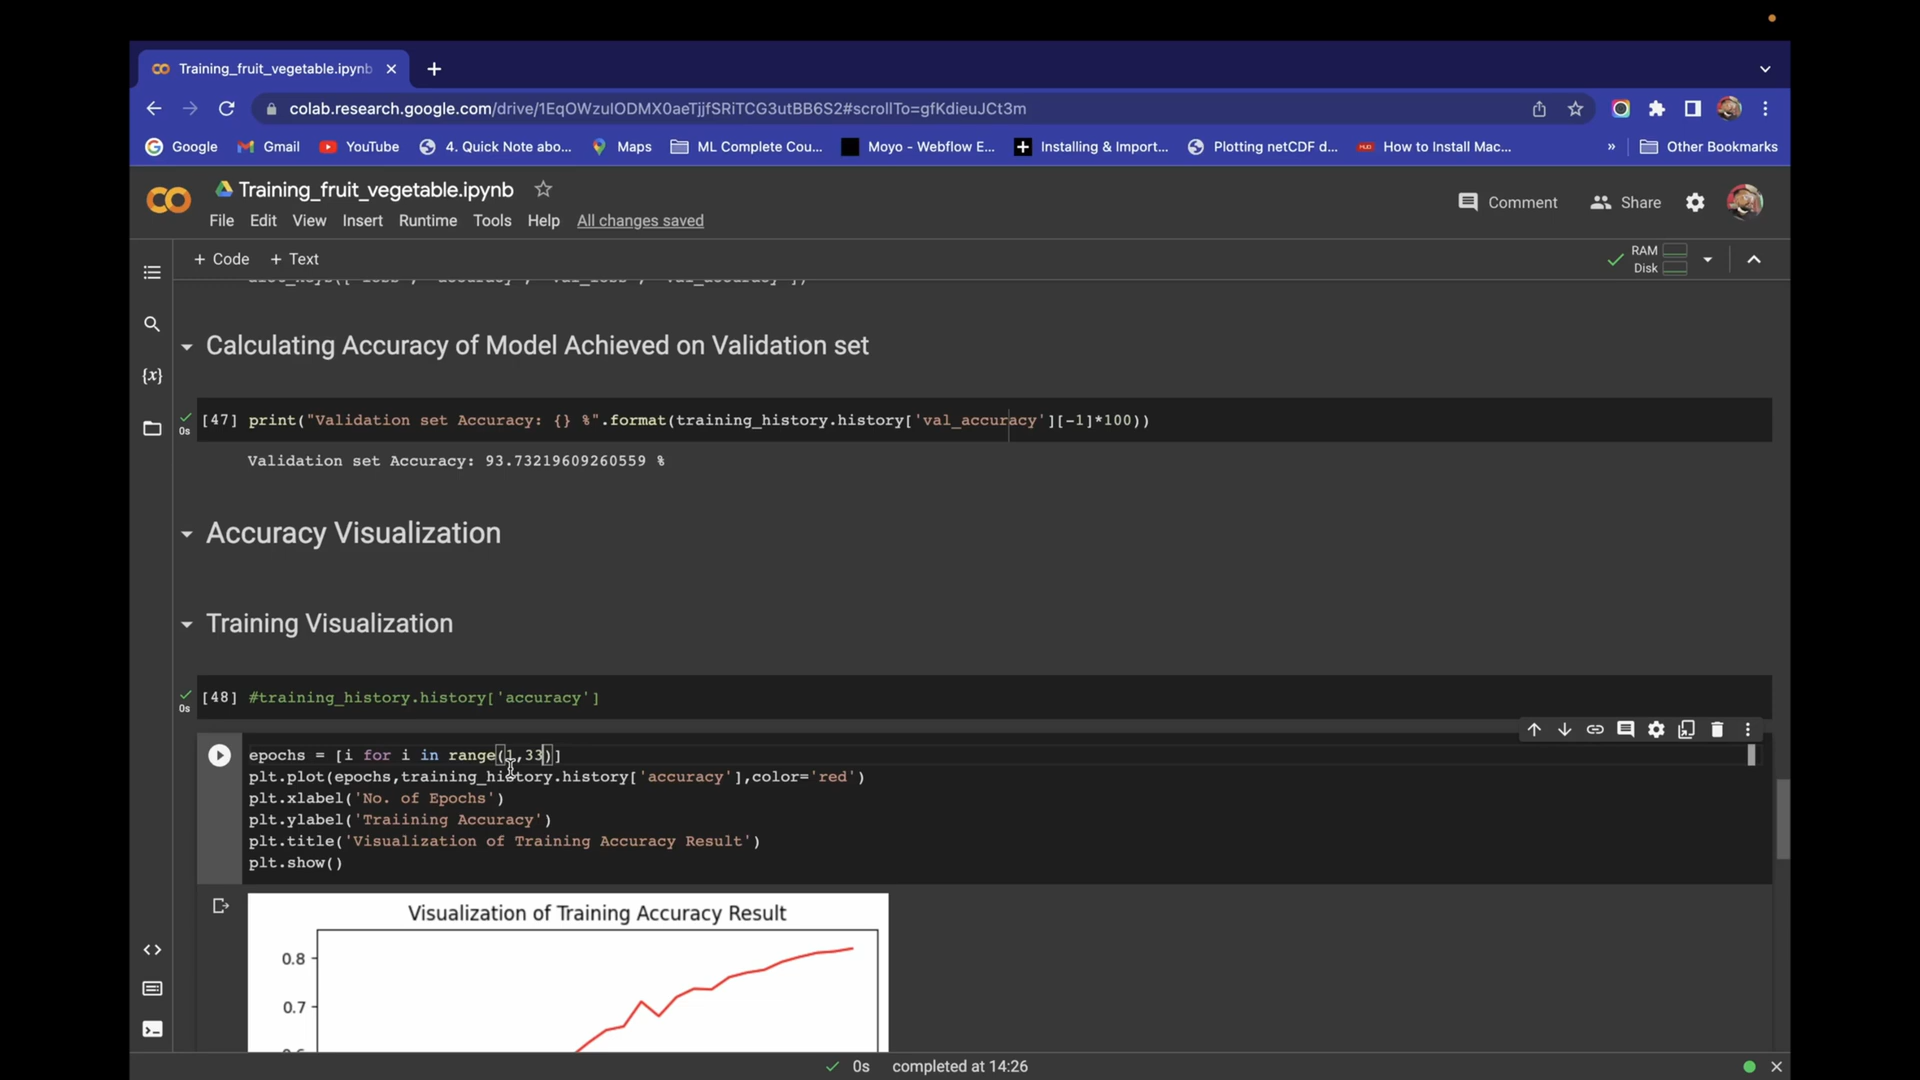 Training_fruit_vegetable.ipynb
colab.research.google.com/drive/1EqOWzuIODMX0aeTjjfSRiTCG3utBB6S2#scrollTo=gfKdieuJCt3m
Google Gmail YouTube 4. Quick Note abo... Maps ML Complete Cou... Moyo - Webflow E... Installing & Import... Plotting netCDF d... How to Install Mac... » Other Bookmarks
Training_fruit_vegetable.ipynb
Comment Share
File Edit View Insert Runtime Tools Help All changes saved
+ Code + Text
RAM
Disk
Calculating Accuracy of Model Achieved on Validation set
{x}
[47] print("Validation set Accuracy: {} %".format(training_history.history['val_accuracy'][-1]*100))
0s
Validation set Accuracy: 93.73219609260559 %
Accuracy Visualization
Training Visualization
[48] #training_history.history['accuracy']
0s
epochs = [i for i in range(1,33)]
plt.plot(epochs,training_history.history['accuracy'],color='red')
plt.xlabel('No. of Epochs')
plt.ylabel('Traiining Accuracy')
plt.title('Visualization of Training Accuracy Result')
plt.show()
Visualization of Training Accuracy Result
0.8
0.7
0s completed at 14:26